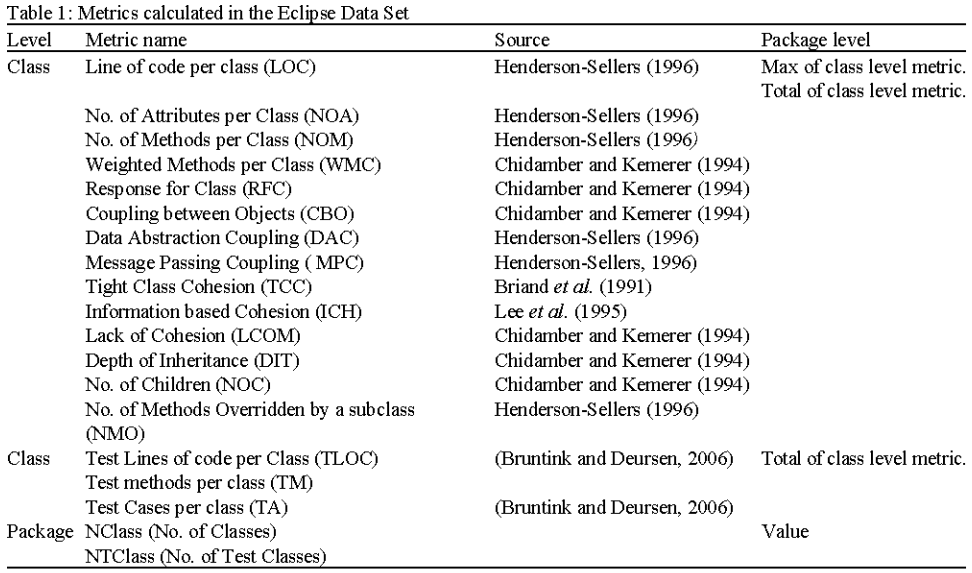 Table 1: Metrics calculated in the Eclipse Data Set
Level Metric name Source Package level
Class Line of code per class (LOC) Henderson-Sellers (1996) Max of class level metric.
Total of class level metric.
No. of Attributes per Class (NOA) Henderson-Sellers (1996)
No. of Methods per Class (NOM) Henderson-Sellers (1996)
Weighted Methods per Class (WMC) Chidamber and Kemerer (1994)
Response for Class (RFC) Chidamber and Kemerer (1994)
Coupling between Objects (CBO) Chidamber and Kemerer (1994)
Data Abstraction Coupling (DAC) Henderson-Sellers (1996)
Message Passing Coupling ( MPC) Henderson-Sellers, 1996)
Tight Class Cohesion (TCC) Briand et al. (1991)
Information based Cohesion (ICH) Lee et al. (1995)
Lack of Cohesion (LCOM) Chidamber and Kemerer (1994)
Depth of Inheritance (DIT) Chidamber and Kemerer (1994)
No. of Children (NOC) Chidamber and Kemerer (1994)
No. of Methods Overridden by a subclass Henderson-Sellers (1996)
(NMO)
Class Test Lines of code per Class (TLOC) (Bruntink and Deursen, 2006) Total of class level metric.
Test methods per class (TM)
Test Cases per class (TA) (Bruntink and Deursen, 2006)
Package NClass (No. of Classes) Value
NTClass (No. of Test Classes)